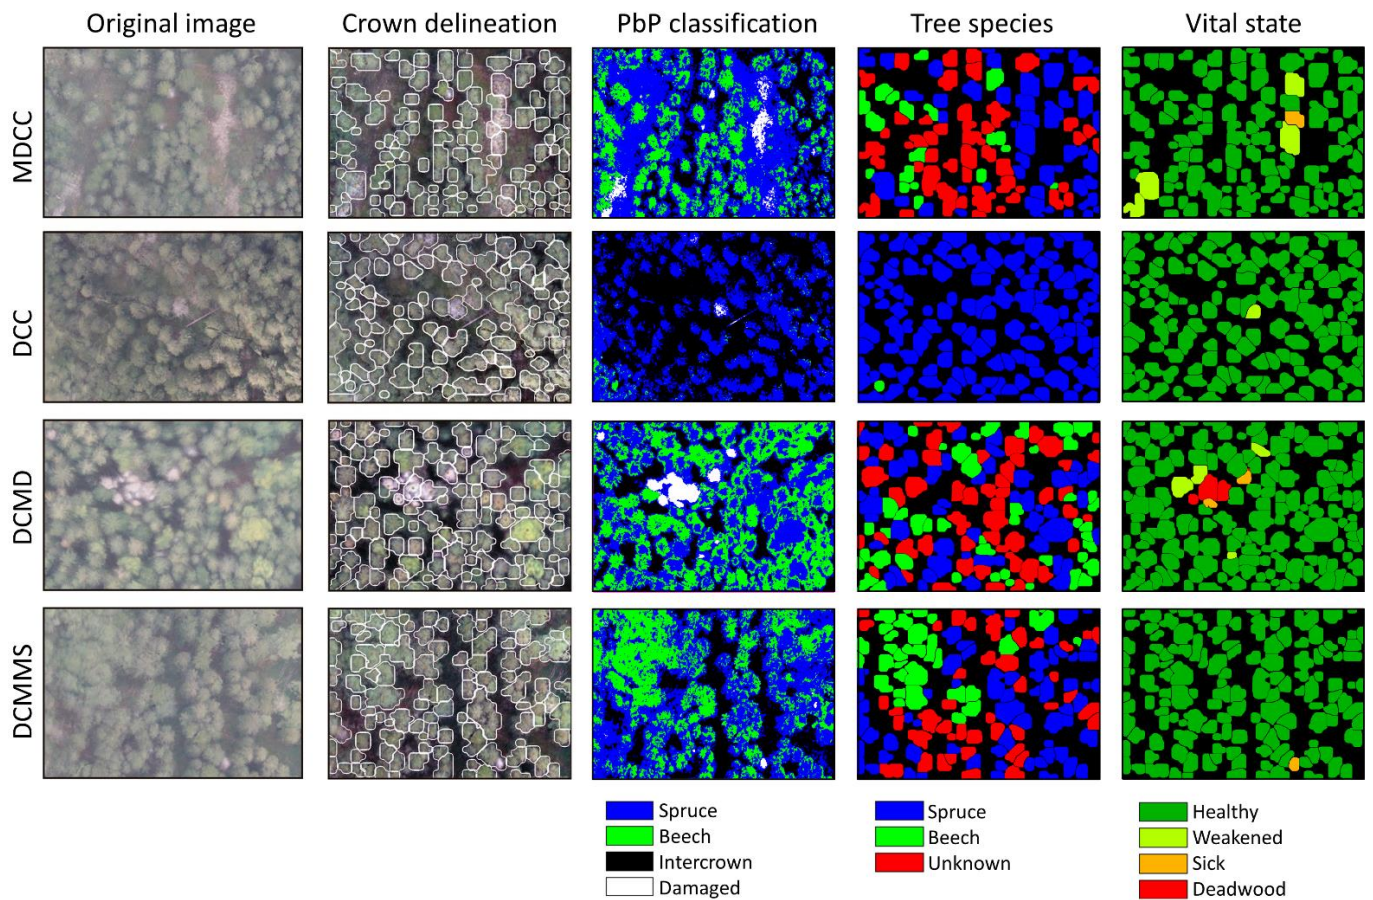 Original image Crown delineation PbP classification Tree species Vital state
MDCC
DCC
DCMD
DCMMS
Spruce Spruce Healthy
Beech Beech Weakened
Intercrown Unknown Sick
Damaged Deadwood